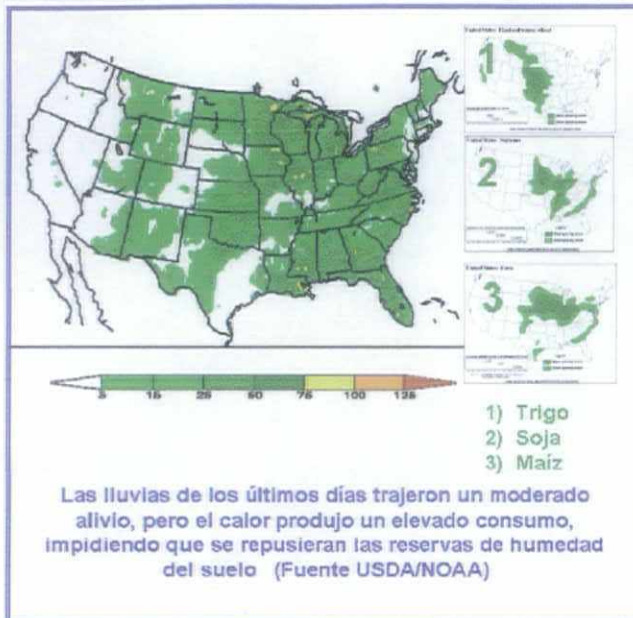 1
2
3
5 15 25 50 75 100 125
1) Trigo
2) Soja
3) Maíz
Las lluvias de los últimos días trajeron un moderado
alivio, pero el calor produjo un elevado consumo,
impidiendo que se repusieran las reservas de humedad
del suelo (Fuente USDA/NOAA)